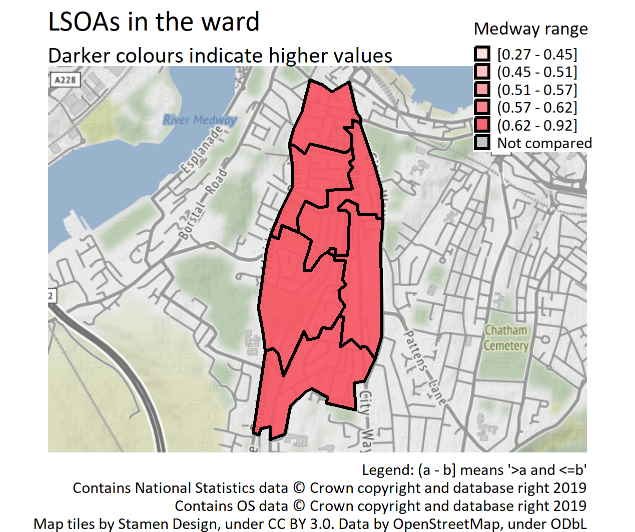 LSOAs in the ward
Darker colours indicate higher values
Medway range
[0.27 - 0.45]
(0.45 - 0.51]
(0.51 - 0.57]
(0.57 - 0.62]
(0.62 - 0.92]
Not compared
A228
River Medway
Esplanade
Borstal Road
2
Chatham
Cemetery
Pattens Lane
City Way
Legend: (a - b] means '>a and <=b'
Contains National Statistics data © Crown copyright and database right 2019
Contains OS data © Crown copyright and database right 2019
Map tiles by Stamen Design, under CC BY 3.0. Data by OpenStreetMap, under ODbL